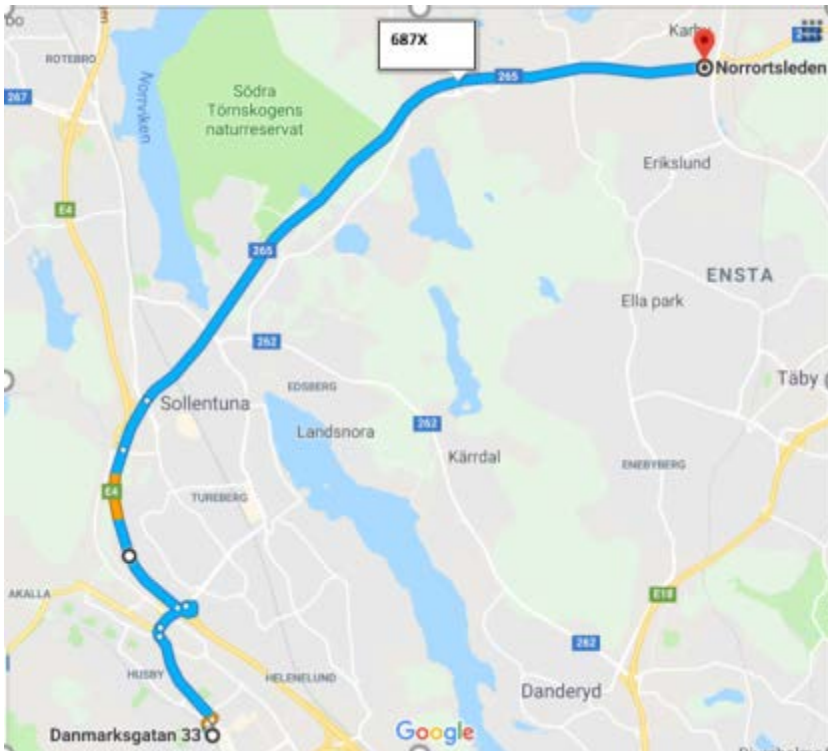 687X
Karby
ROTEBRO
265
Norrortsleden
267
Norrviken
Södra
Törnskogens
naturreservat
Erikslund
E4
265
ENSTA
Ella park
262
EDSBERG
Täby
Sollentuna
Landsnora
262
Kärrdal
ENEBYBERG
E4
TUREBERG
AKALLA
E18
262
HUSBY
HELENELUND
Danderyd
Danmarksgatan 33
Google